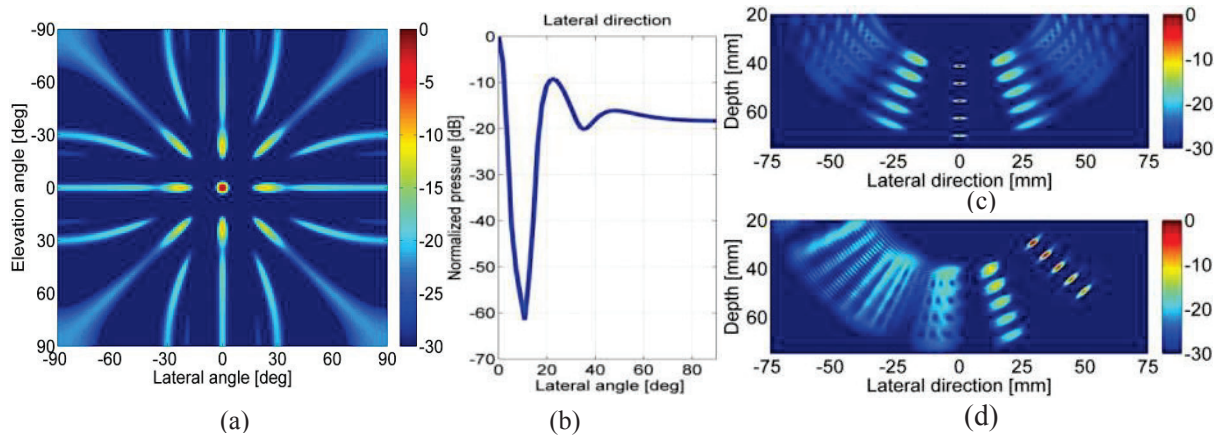 -90
-60
-30
0
30
60
90
-90 -60 -30 0 30 60 90
Elevation angle [deg]
Lateral angle [deg]
0
-5
-10
-15
-20
-25
-30
(a)
Lateral direction
0
-10
-20
-30
-40
-50
-60
-70
0 20 40 60 80
Normalized pressure [dB]
Lateral angle [deg]
(b)
20
40
60
-75 -50 -25 0 25 50 75
Depth [mm]
Lateral direction [mm]
0
-10
-20
-30
(c)
20
40
60
-75 -50 -25 0 25 50 75
Depth [mm]
Lateral direction [mm]
0
-10
-20
-30
(d)